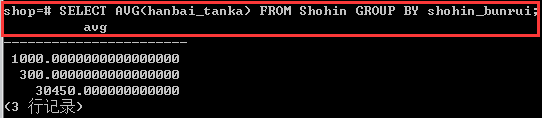 shop=# SELECT AVG(hanbai_tanka) FROM Shohin GROUP BY shohin_bunrui;
avg
-----------------------
1000.0000000000000000
300.0000000000000000
30450.000000000000
(3 行记录)